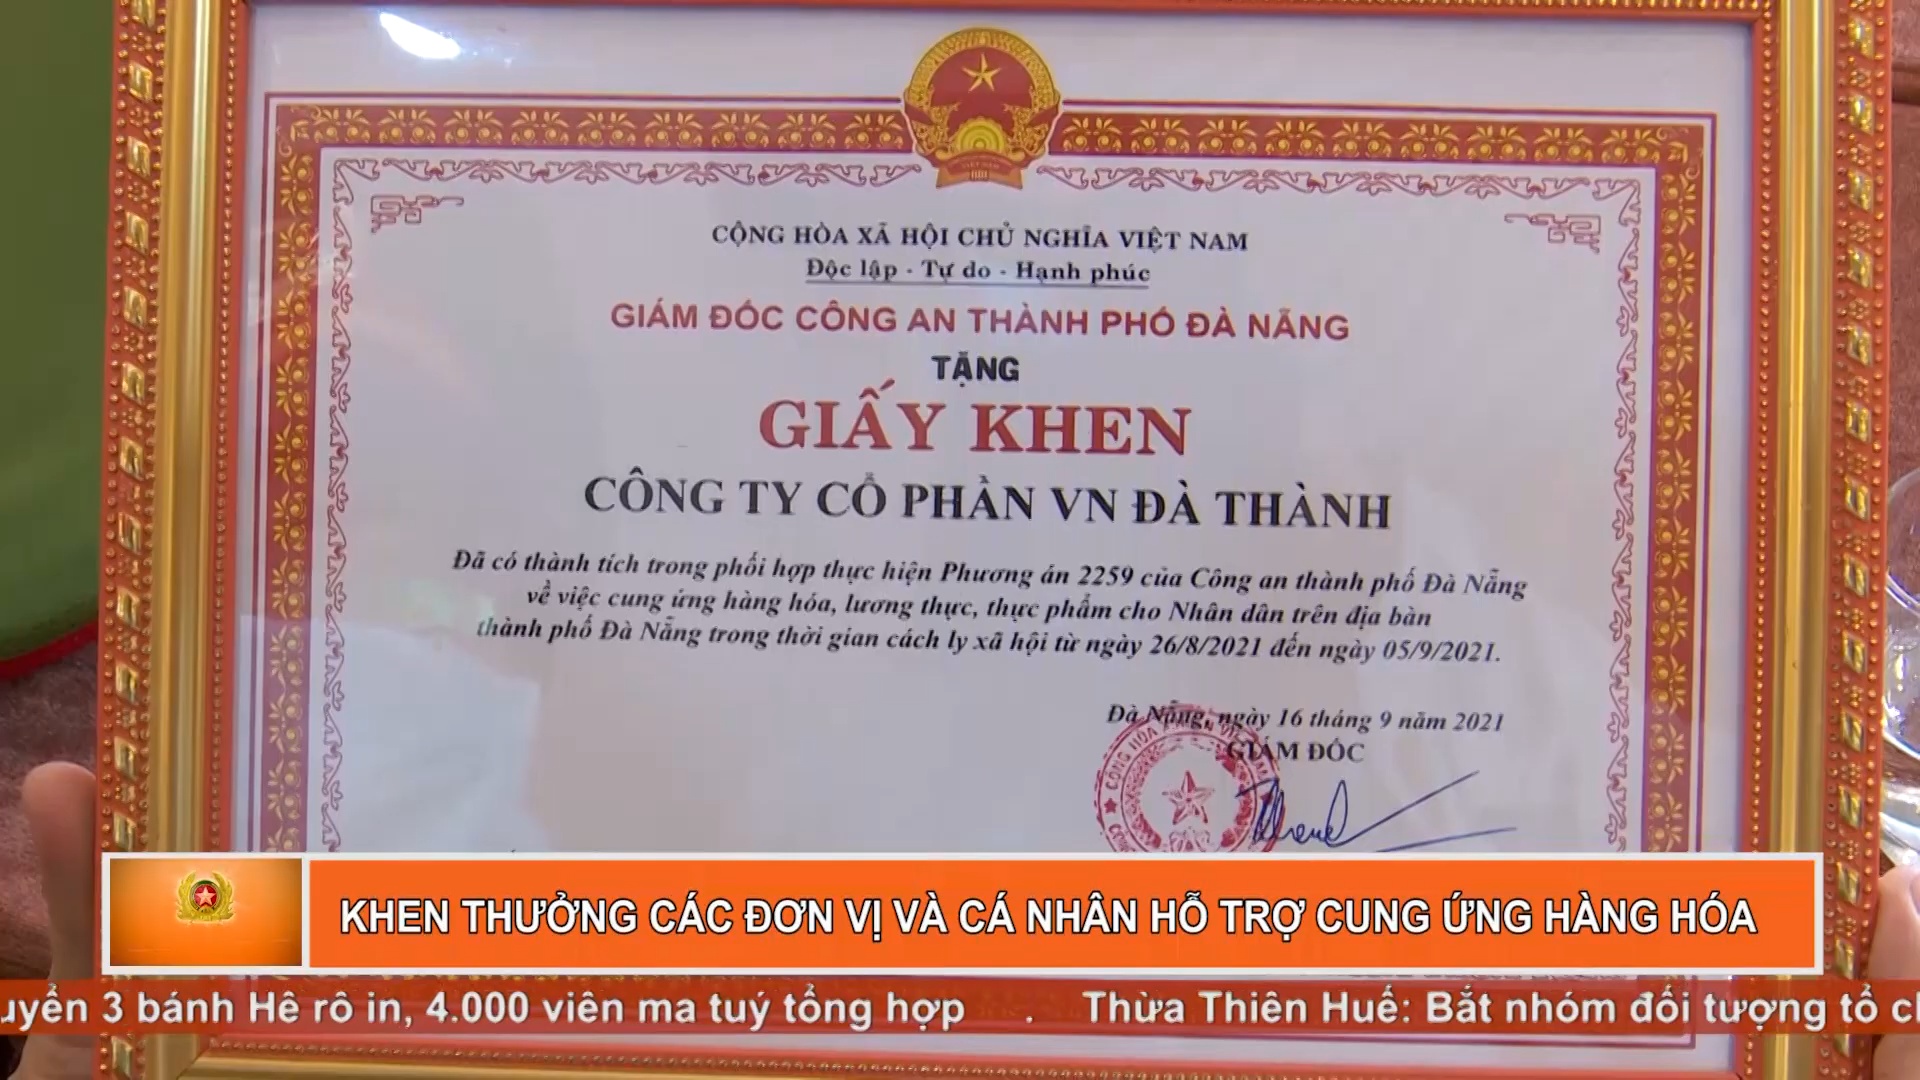 CỘNG HÒA XÃ HỘI CHỦ NGHĨA VIỆT NAM
Độc lập - Tự do - Hạnh phúc
GIÁM ĐỐC CÔNG AN THÀNH PHỐ ĐÀ NẴNG
TẶNG
GIẤY KHEN
CÔNG TY CỔ PHẦN VN ĐÀ THÀNH
Đã có thành tích trong phối hợp thực hiện Phương án 2259 của Công an thành phố Đà Nẵng
về việc cung ứng hàng hóa, lương thực, thực phẩm cho Nhân dân trên địa bàn
thành phố Đà Nẵng trong thời gian cách ly xã hội từ ngày 26/8/2021 đến ngày 05/9/2021.
Đà Nẵng, ngày 16 tháng 9 năm 2021
GIÁM ĐỐC
KHEN THƯỞNG CÁC ĐƠN VỊ VÀ CÁ NHÂN HỖ TRỢ CUNG ỨNG HÀNG HÓA
uyển 3 bánh Hê rô in, 4.000 viên ma tuý tổng hợp . Thừa Thiên Huế: Bắt nhóm đối tượng tổ ch